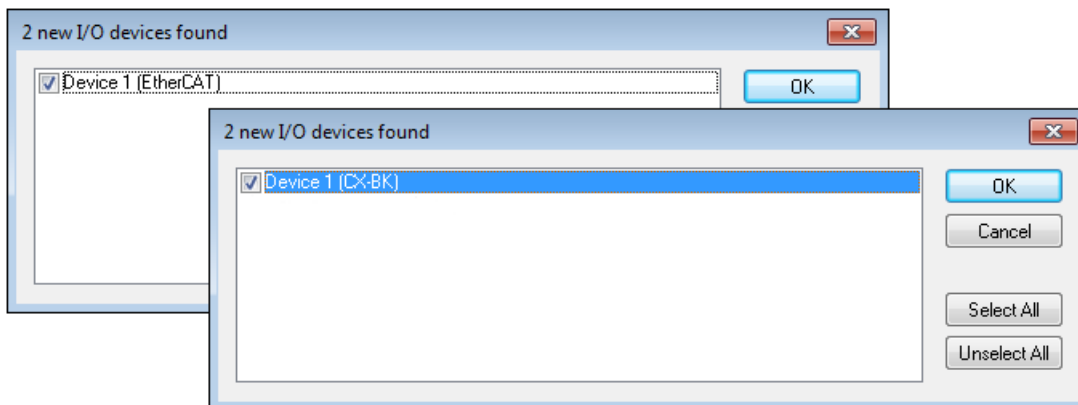 2 new I/O devices found
Device 1 (EtherCAT)
OK
2 new I/O devices found
Device 1 (CX-BK)
OK
Cancel
Select All
Unselect All